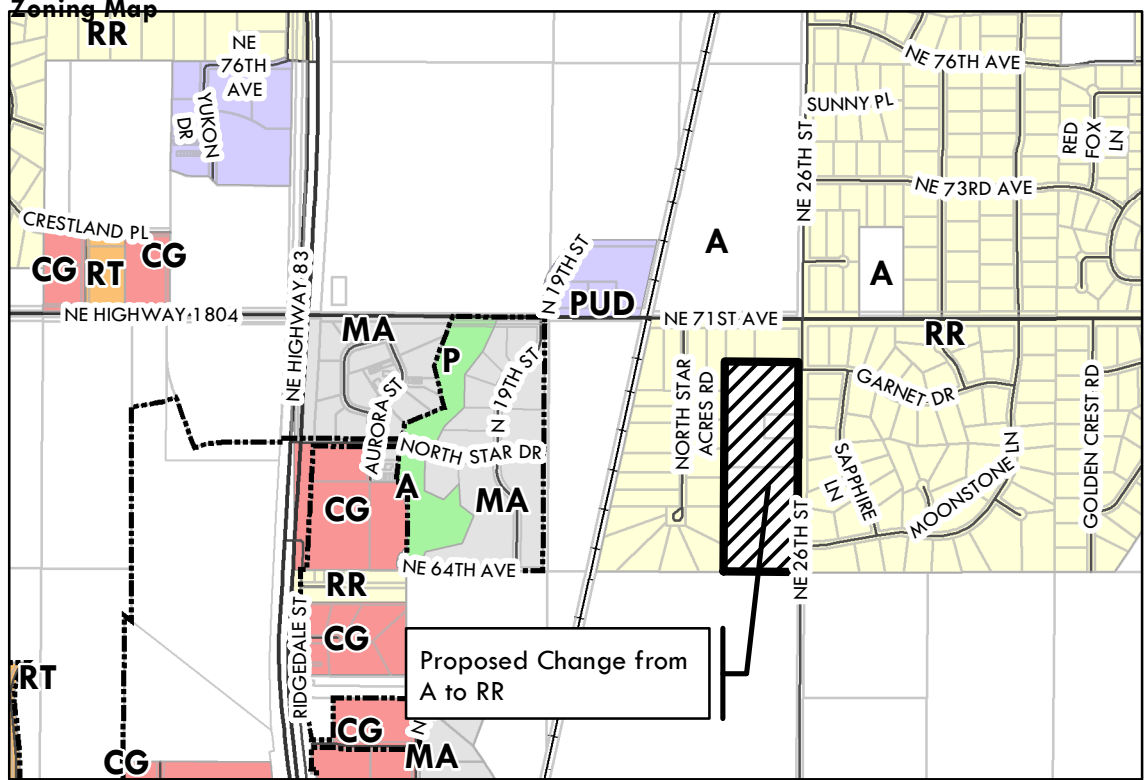 Zoning Map
RR
NE
76TH
AVE
YUKON
DR
CRESTLAND PL
CG
RT
CG
NE HIGHWAY 1804
NE HIGHWAY 83
MA
P
AURORA ST
N 19TH ST
NORTH STAR DR
A
MA
CG
NE 64TH AVE
RR
CG
RIDGEDALE ST
CG
N
MA
RT
CG
N 19TH ST
PUD
A
NE 71ST AVE
NORTH STAR
ACRES RD
NE 26TH ST
NE 76TH AVE
SUNNY PL
RED
FOX
LN
NE 73RD AVE
A
RR
GARNET DR
SAPPHIRE
LN
MOONSTONE LN
GOLDEN CREST RD
NE 26TH ST
Proposed Change from
A to RR